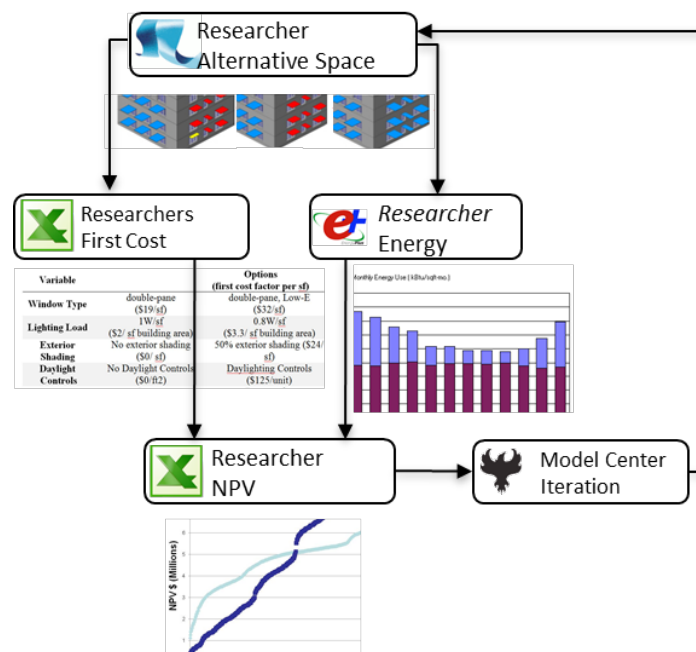 Researcher
Alternative Space
Researchers
First Cost
e+
Researcher
Energy
Variable
Options
(first cost factor per sf)
Window Type
double-pane
($19/sf)
double-pane, Low-E
($32/sf)
Lighting Load
1W/sf
($2/ sf building area)
0.8W/sf
($3.3/ sf building area)
Exterior
Shading
No exterior shading
($0/ sf)
50% exterior shading ($24/
sf)
Daylight
Controls
No Daylight Controls
($0/ft2)
Daylighting Controls
($125/unit)
Monthly Energy Use ( kBtu/sqft-mo.)
Researcher
NPV
Model Center
Iteration
NPV $ (Millions)
6
5
4
3
2
1